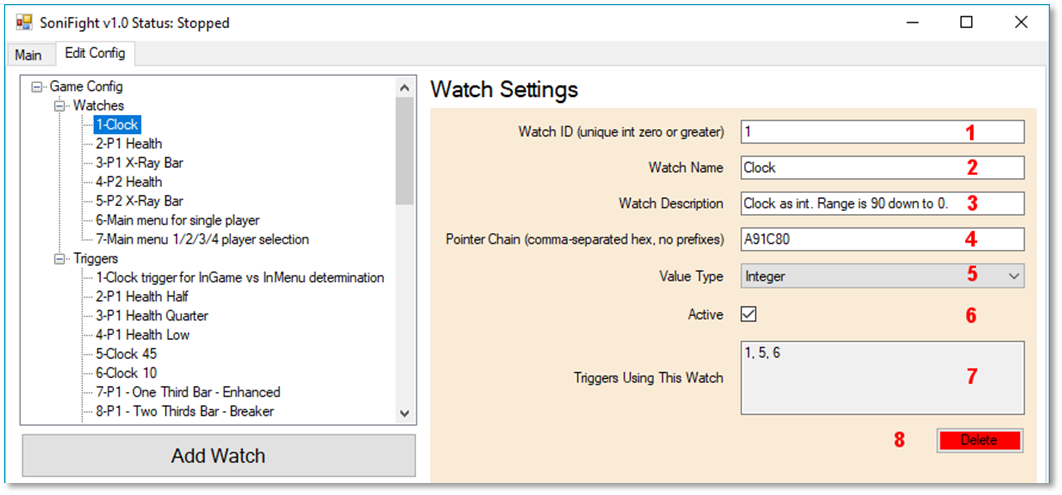 SoniFight v1.0 Status: Stopped
Main
Edit Config
Game Config
Watches
1-Clock
2-P1 Health
3-P1 X-Ray Bar
4-P2 Health
5-P2 X-Ray Bar
6-Main menu for single player
7-Main menu 1/2/3/4 player selection
Triggers
1-Clock trigger for InGame vs InMenu determination
2-P1 Health Half
3-P1 Health Quarter
4-P1 Health Low
5-Clock 45
6-Clock 10
7-P1 - One Third Bar - Enhanced
8-P1 - Two Thirds Bar - Breaker
Add Watch
Watch Settings
Watch ID (unique int zero or greater) 1 1
Watch Name Clock 2
Watch Description Clock as int. Range is 90 down to 0. 3
Pointer Chain (comma-separated hex, no prefixes) A91C80 4
Value Type Integer 5
Active 6
Triggers Using This Watch 1, 5, 6 7
8 Delete